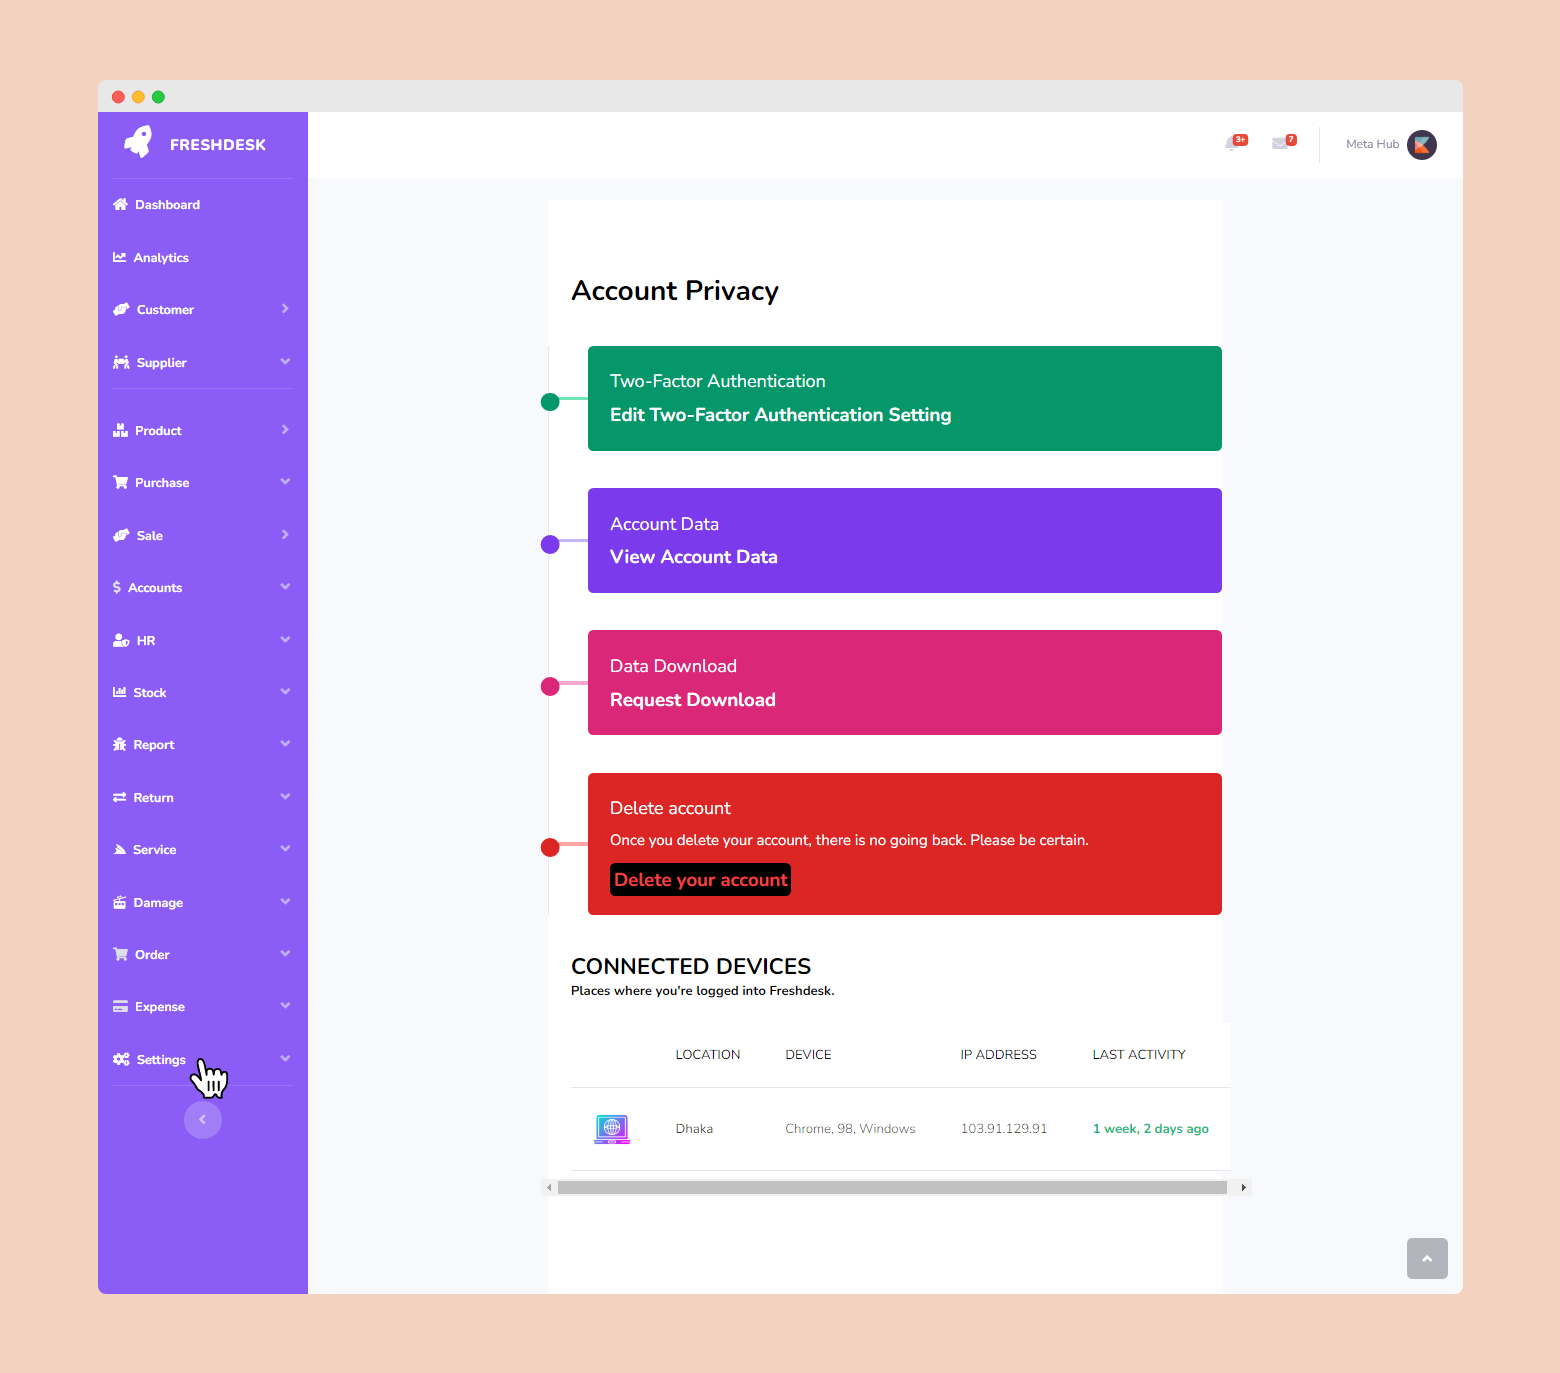 FRESHDESK
3+
7
Meta Hub
Dashboard
Analytics
Customer
Supplier
Product
Purchase
Sale
Accounts
HR
Stock
Report
Return
Service
Damage
Order
Expense
Settings
Account Privacy
Two-Factor Authentication
Edit Two-Factor Authentication Setting
Account Data
View Account Data
Data Download
Request Download
Delete account
Once you delete your account, there is no going back. Please be certain.
Delete your account
CONNECTED DEVICES
Places where you're logged into Freshdesk.
LOCATION DEVICE IP ADDRESS LAST ACTIVITY
Dhaka Chrome, 98, Windows 103.91.129.91 1 week, 2 days ago